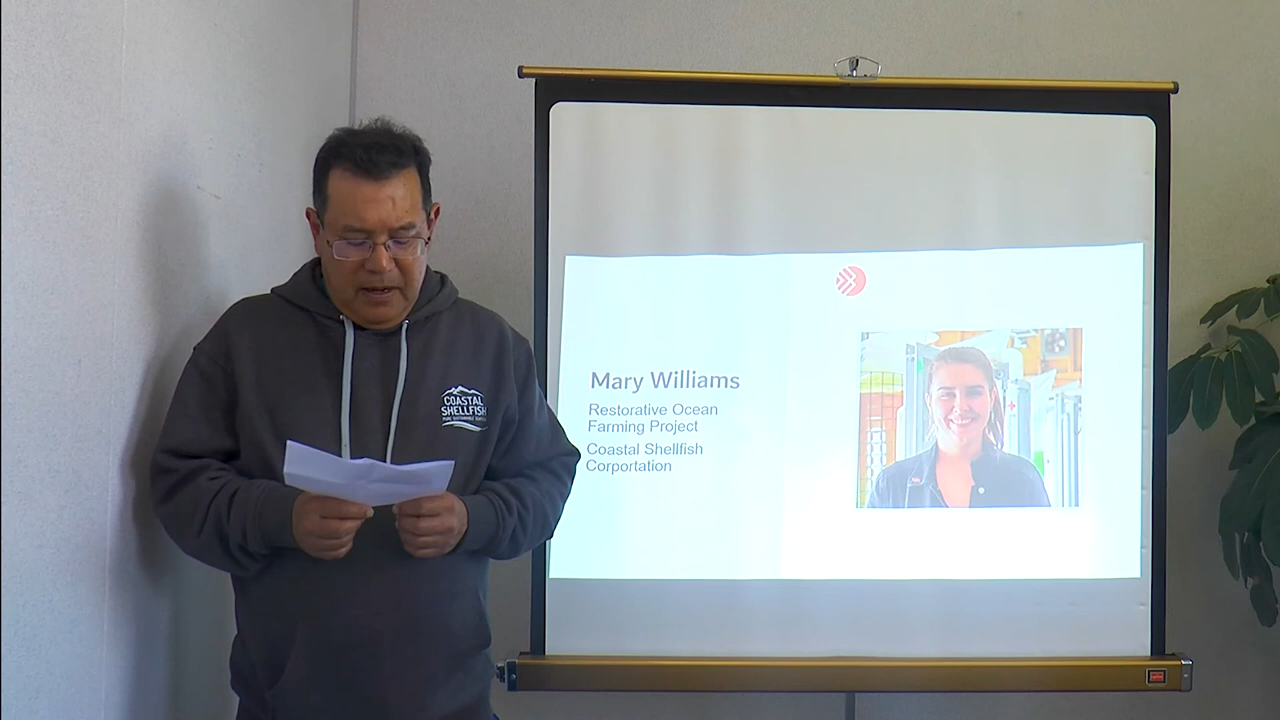 COASTAL
SHELLFISH
Mary Williams
Restorative Ocean
Farming Project
Coastal Shellfish
Corportation